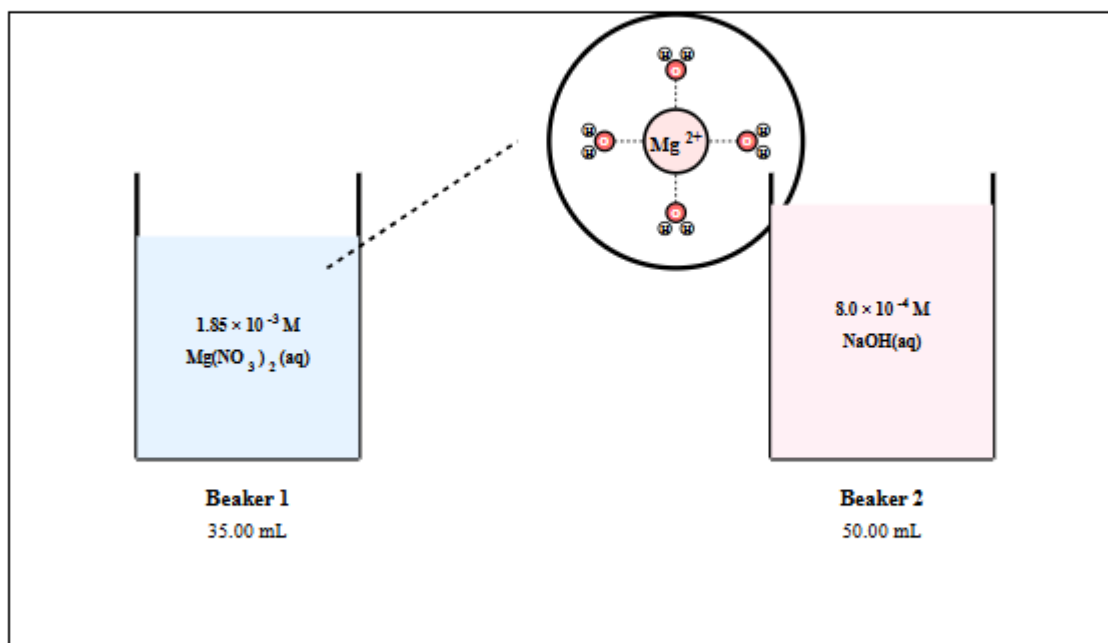 H H
O
H O Mg 2+ O H
H H
O
H H
1.85 × 10 -3 M
Mg(NO 3 ) 2 (aq)
8.0 × 10 -4 M
NaOH(aq)
Beaker 1
35.00 mL
Beaker 2
50.00 mL